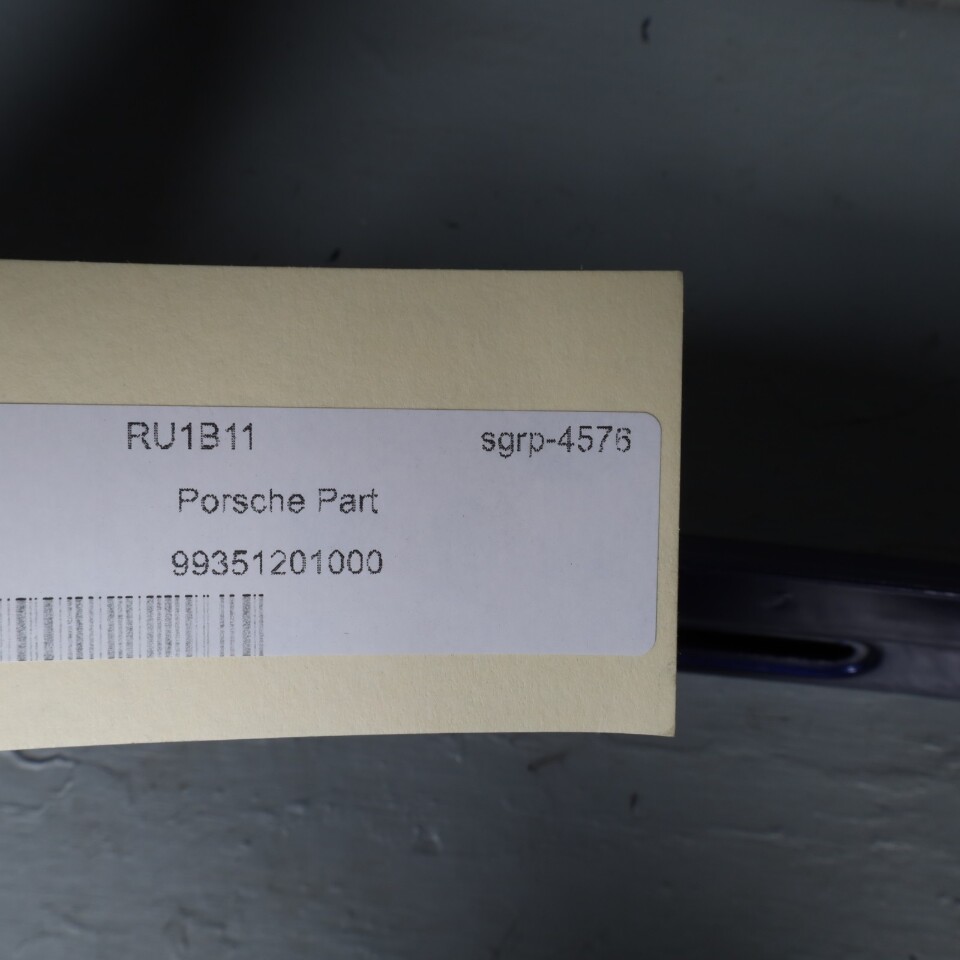 RU1B11 sgrp-4576
Porsche Part
99351201000